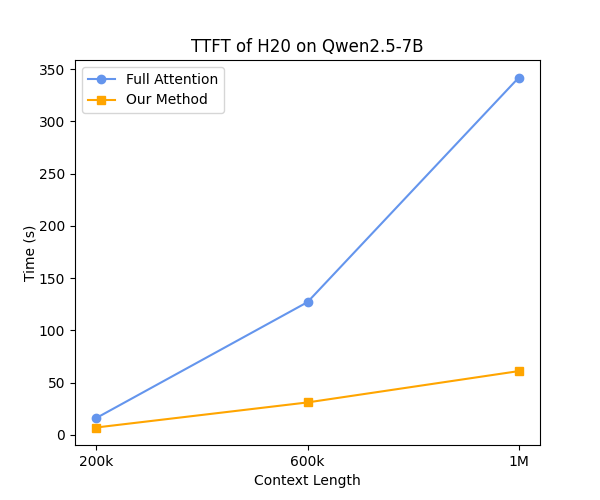 TTFT of H20 on Qwen2.5-7B
Full Attention
Our Method
350
300
250
200
150
100
50
0
Time (s)
200k
600k
1M
Context Length